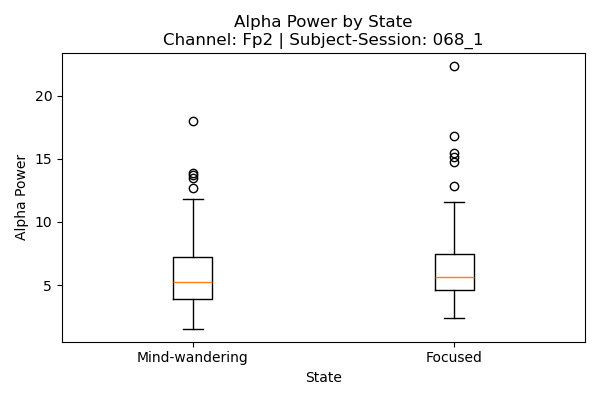 Alpha Power by State
Channel: Fp2 | Subject-Session: 068_1
20
15
10
5
Alpha Power
Mind-wandering
Focused
State